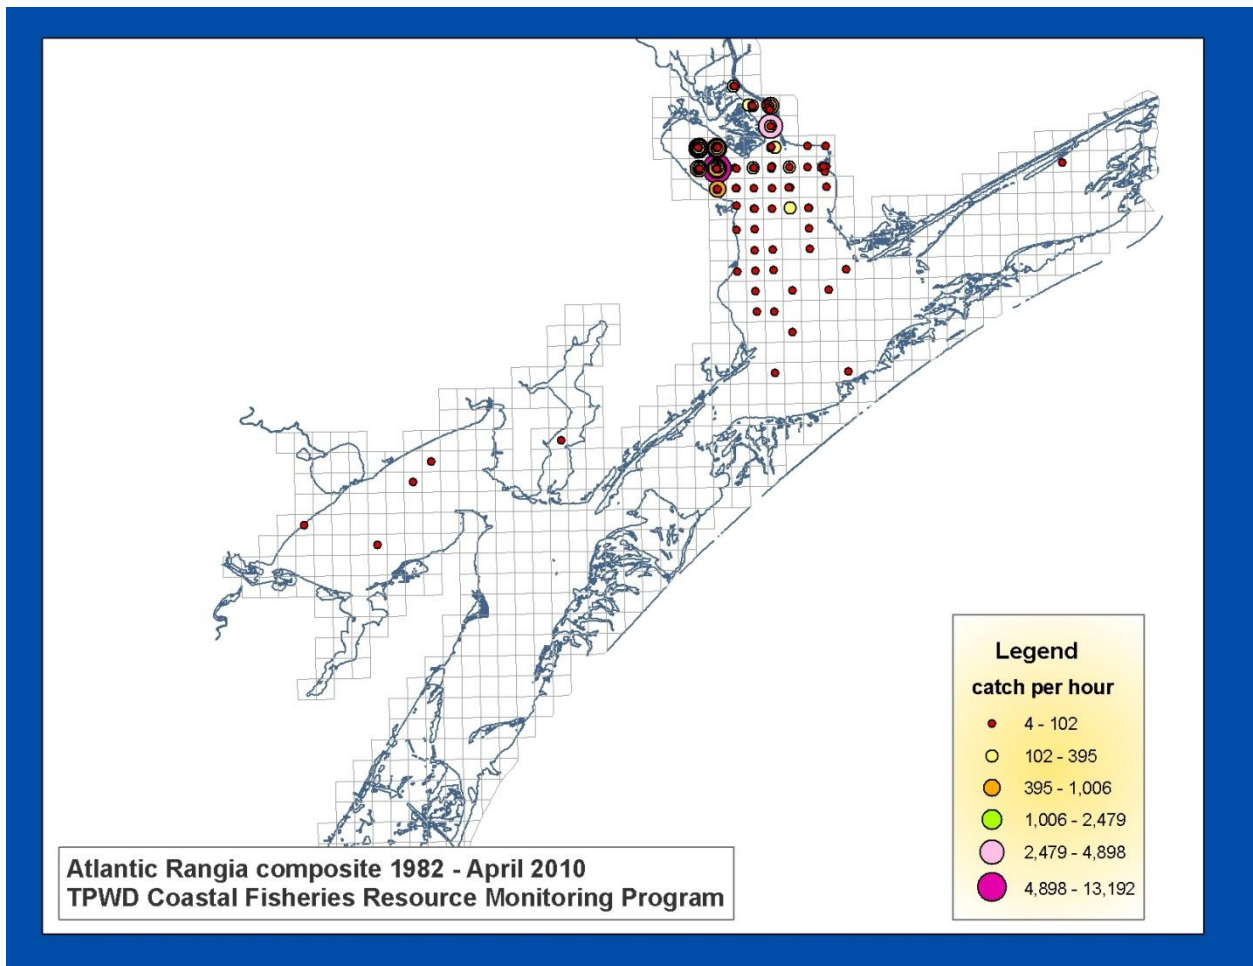 Legend
catch per hour
4 - 102
102 - 395
395 - 1,006
1,006 - 2,479
2,479 - 4,898
4,898 - 13,192
Atlantic Rangia composite 1982 - April 2010
TPWD Coastal Fisheries Resource Monitoring Program